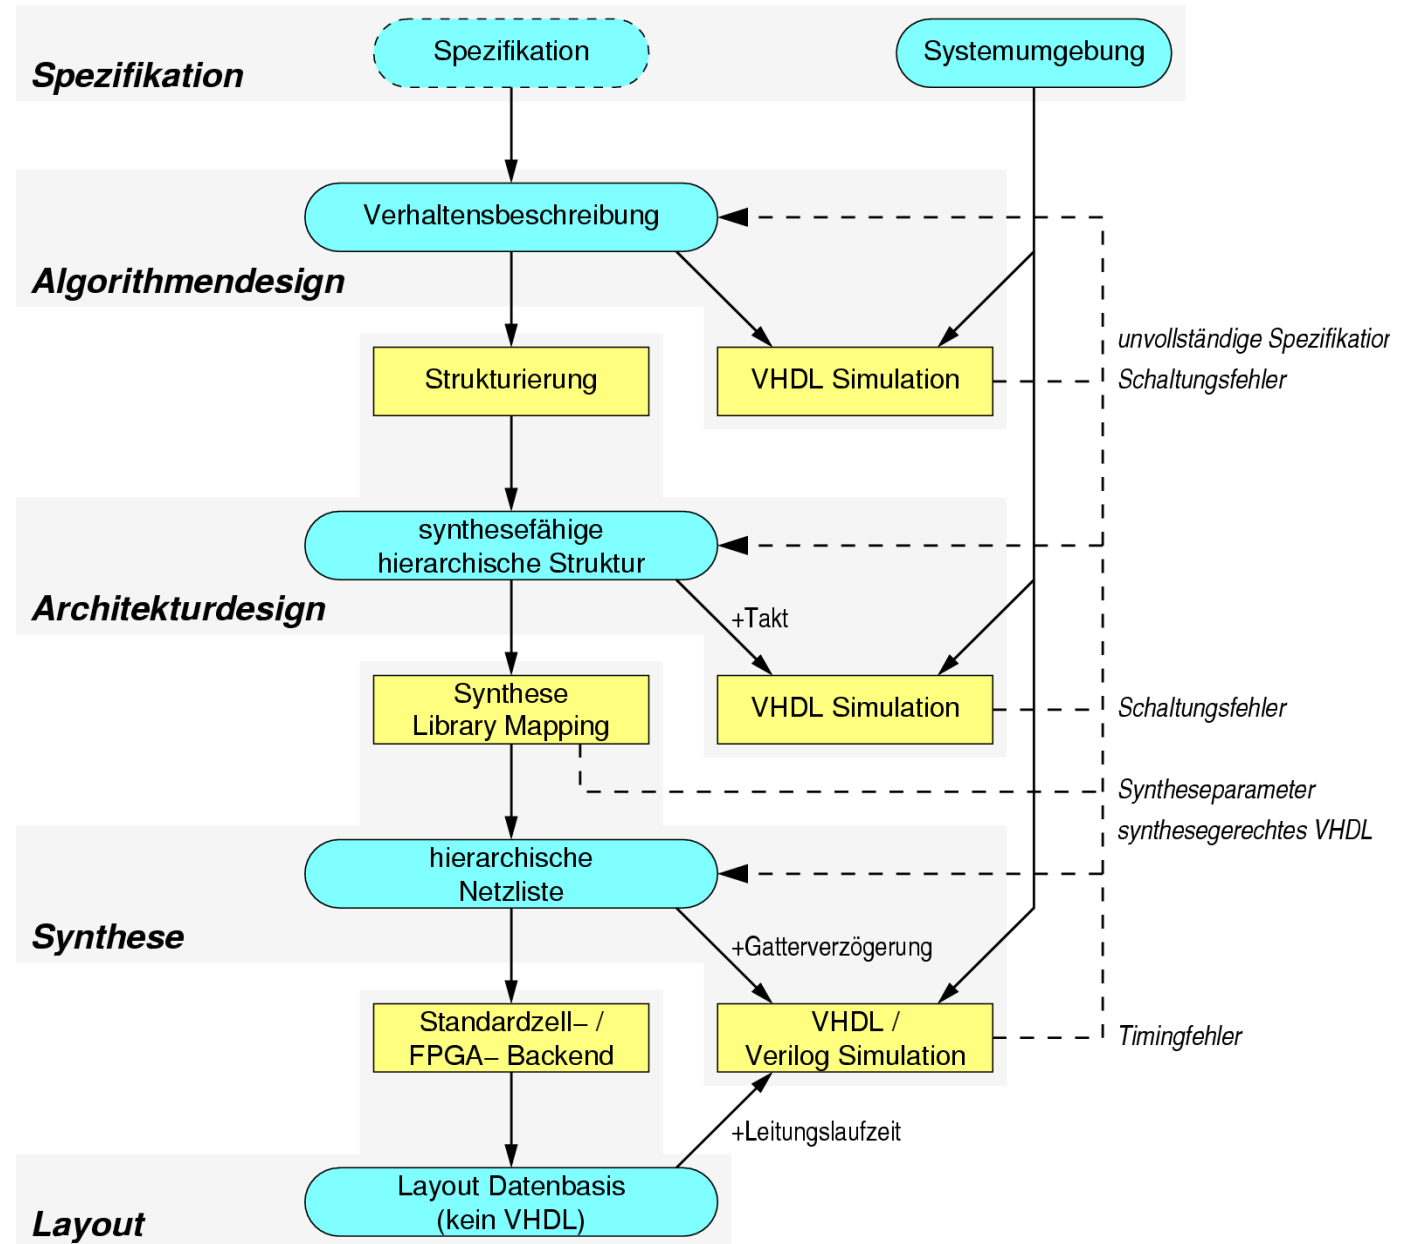 Spezifikation
Systemumgebung
Spezifikation
Verhaltensbeschreibung
Algorithmendesign
unvollständige Spezifikation
Strukturierung
VHDL Simulation
Schaltungsfehler
synthesefähige
hierarchische Struktur
Architekturdesign
+Takt
Synthese
Library Mapping
VHDL Simulation
Schaltungsfehler
Syntheseparameter
synthesegerechtes VHDL
hierarchische
Netzliste
Synthese
+Gatterverzögerung
Standardzell– /
FPGA– Backend
VHDL /
Verilog Simulation
Timingfehler
+Leitungslaufzeit
Layout Datenbasis
(kein VHDL)
Layout